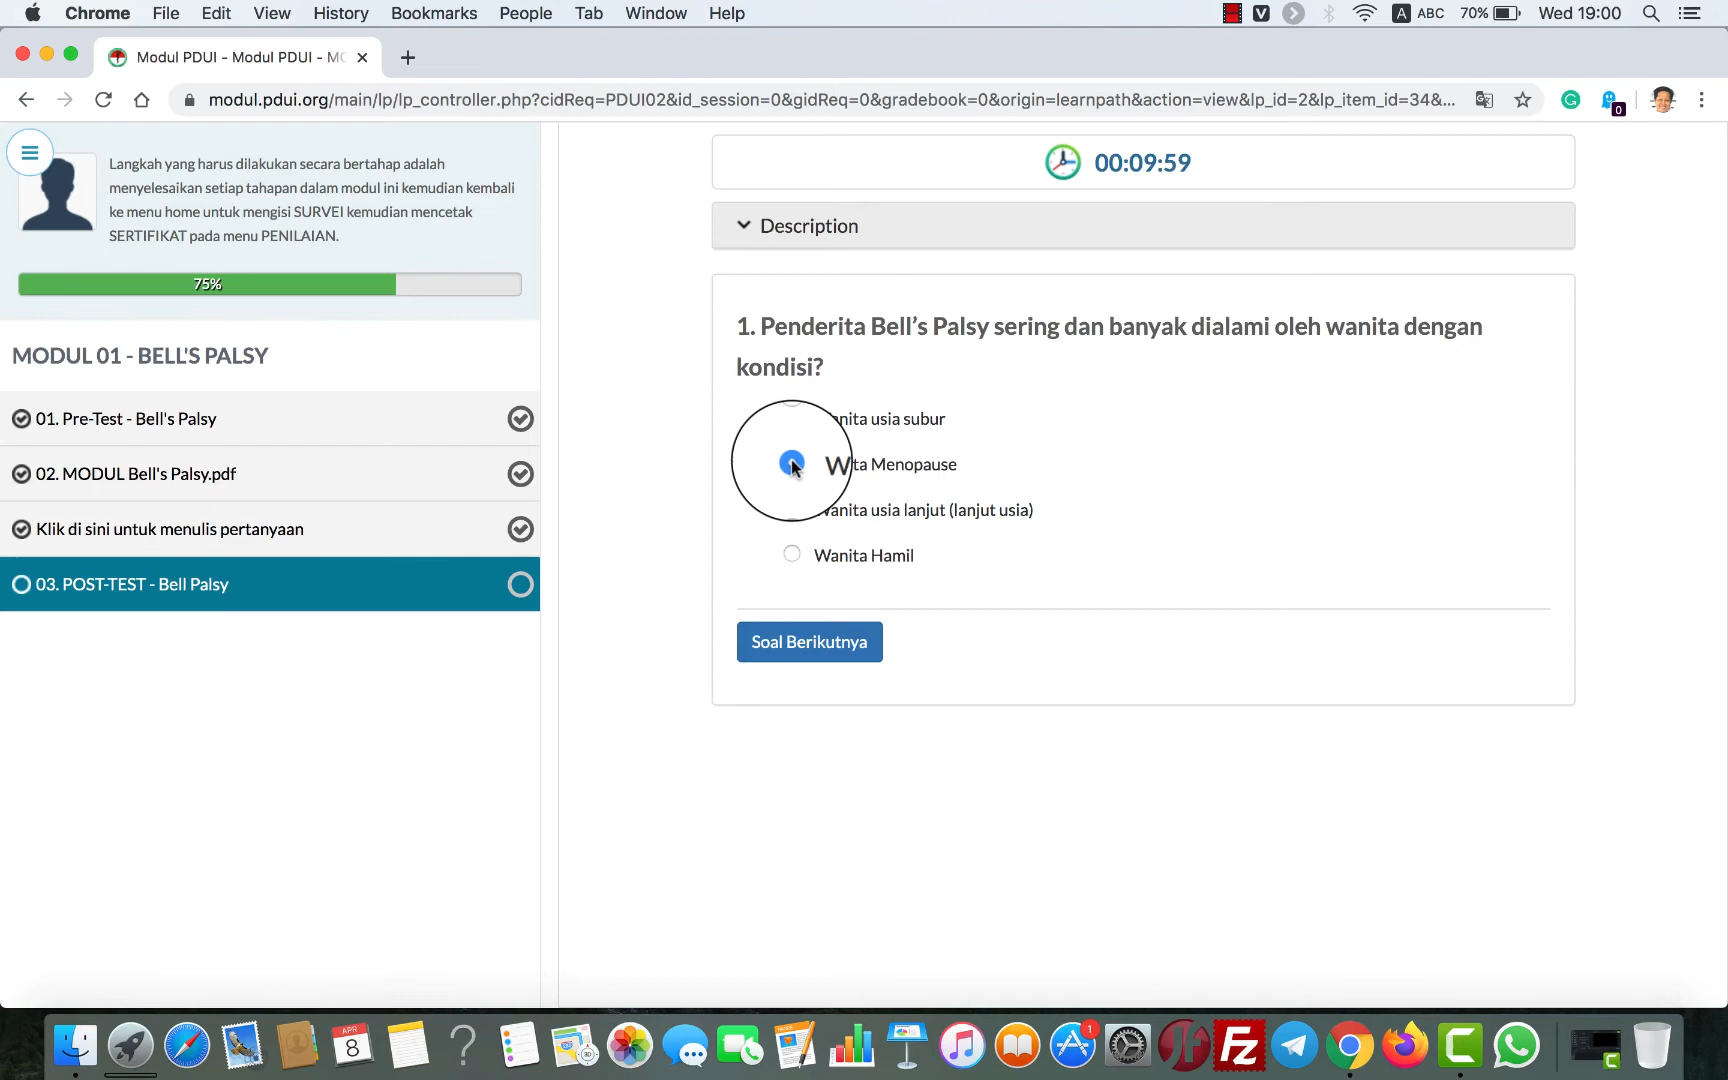 Chrome File Edit View History Bookmarks People Tab Window Help
V A ABC 70% Wed 19:00
Modul PDUI - Modul PDUI - MO
modul.pdui.org/main/lp/lp_controller.php?cidReq=PDUI02&id_session=0&gidReq=0&gradebook=0&origin=learnpath&action=view&lp_id=2&lp_item_id=34&...
0
Langkah yang harus dilakukan secara bertahap adalah
menyelesaikan setiap tahapan dalam modul ini kemudian kembali
ke menu home untuk mengisi SURVEI kemudian mencetak
SERTIFIKAT pada menu PENILAIAN.
75%
MODUL 01 - BELL'S PALSY
01. Pre-Test - Bell's Palsy
02. MODUL Bell's Palsy.pdf
Klik di sini untuk menulis pertanyaan
03. POST-TEST - Bell Palsy
00:09:59
Description
1. Penderita Bell’s Palsy sering dan banyak dialami oleh wanita dengan
kondisi?
nita usia subur
W ta Menopause
anita usia lanjut (lanjut usia)
Wanita Hamil
Soal Berikutnya
APR
8
30
1